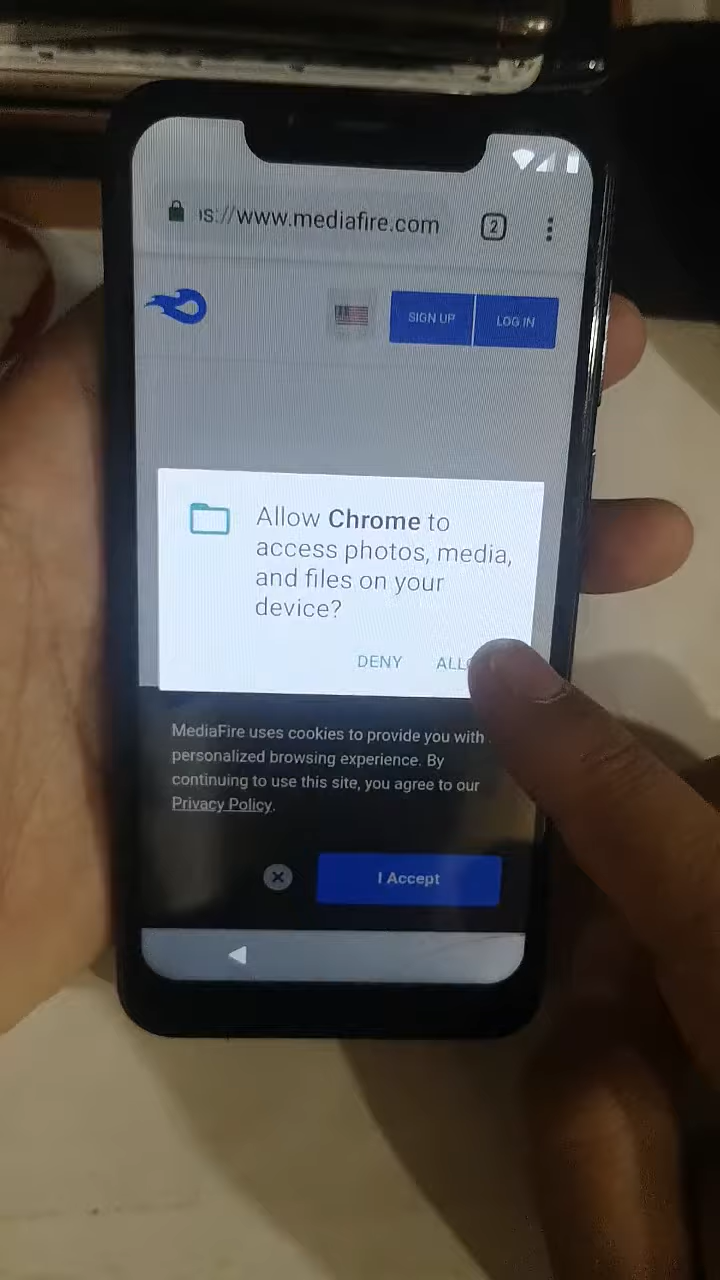 s://www.mediafire.com
2
SIGN UP
LOG IN
Allow Chrome to
access photos, media,
and files on your
device?
DENY
MediaFire uses cookies to provide you with
personalized browsing experience. By
continuing to use this site, you agree to our
Privacy Policy.
I Accept